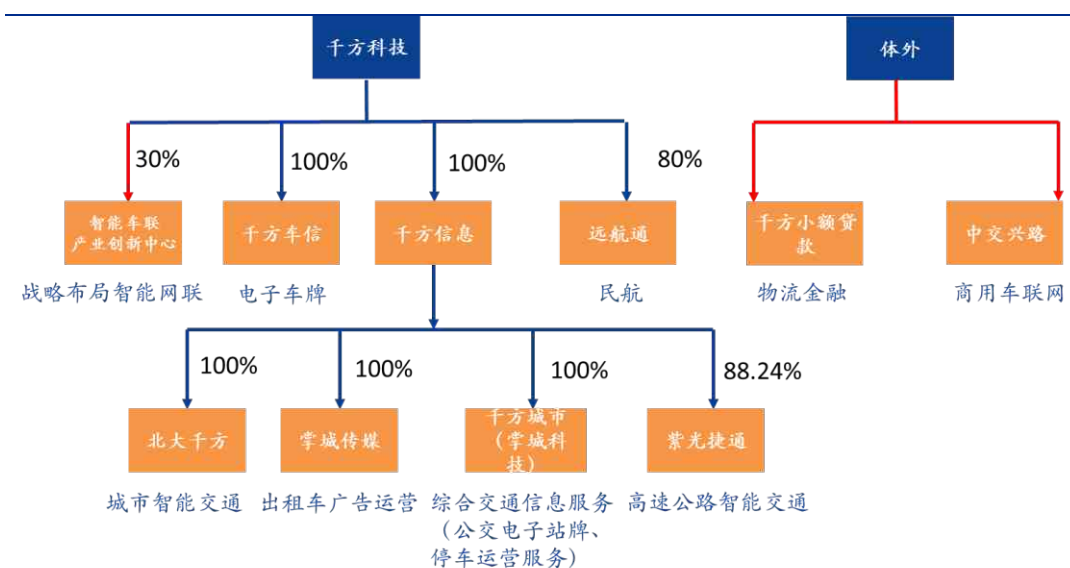 千方科技
体外
30%
100%
100%
80%
智能车联
产业创新中心
千方车信
千方信息
远航通
千方小额贷
款
中交兴路
战略布局智能网联
电子车牌
民航
物流金融
商用车联网
100%
100%
100%
88.24%
北大千方
掌城传媒
千方城市
（掌城科
技）
紫光捷通
城市智能交通
出租车广告运营
综合交通信息服务
（公交电子站牌、
停车运营服务）
高速公路智能交通